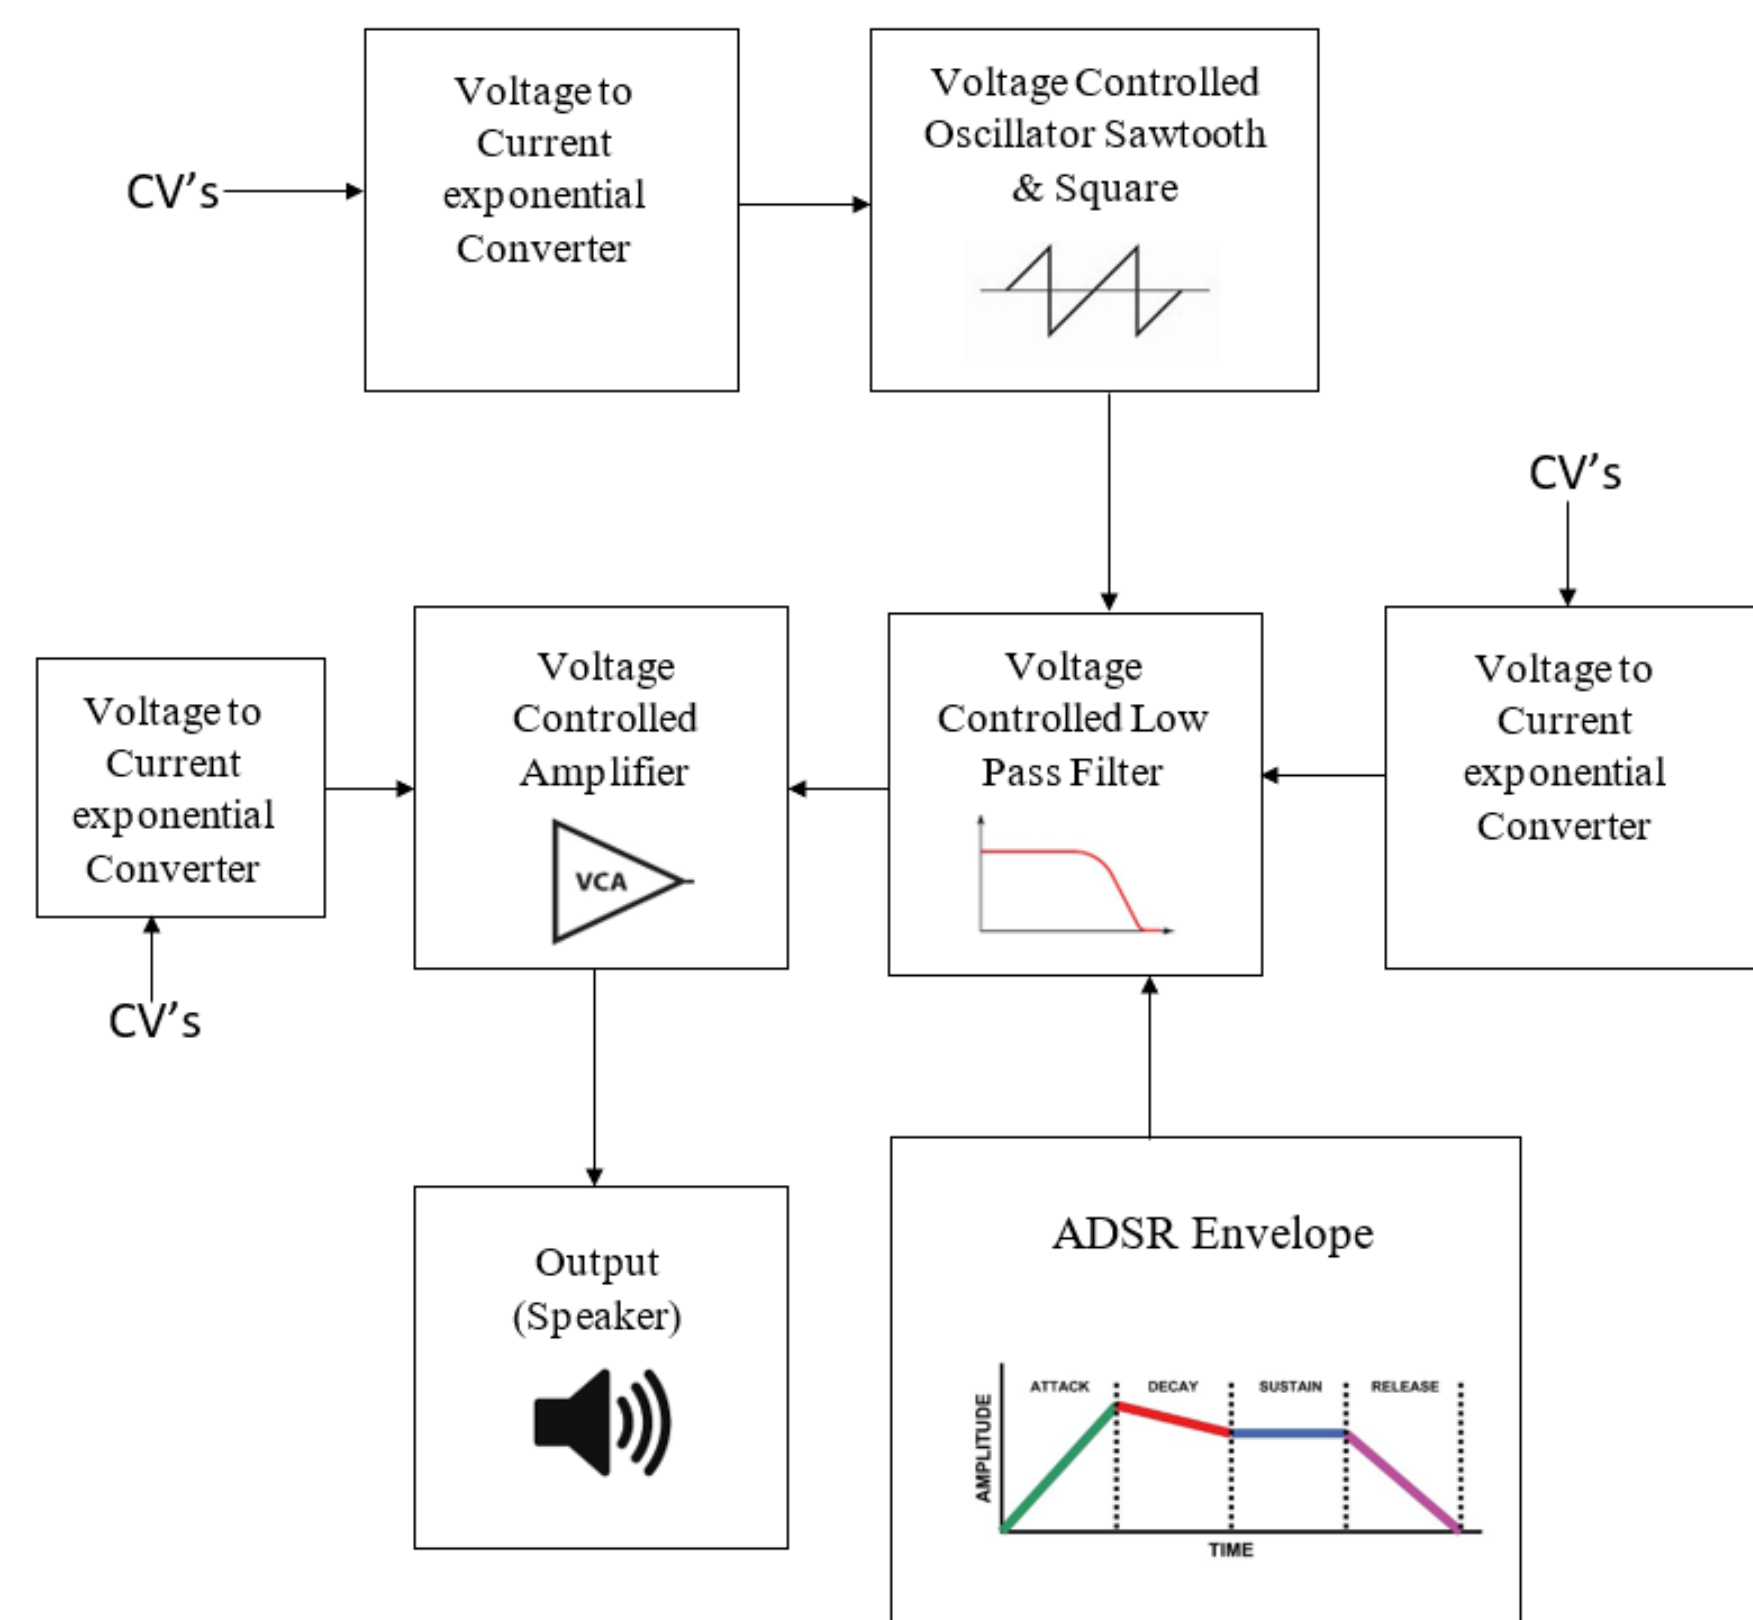 Voltage to
Current
exponential
Converter
Voltage Controlled
Oscillator Sawtooth
& Square
CV's
CV's
Voltage to
Current
exponential
Converter
CV's
Voltage
Controlled
Amplifier
VCA
Voltage
Controlled Low
Pass Filter
Voltage to
Current
exponential
Converter
Output
(Speaker)
ADSR Envelope
ATTACK
DECAY
SUSTAIN
RELEASE
AMPLITUDE
TIME